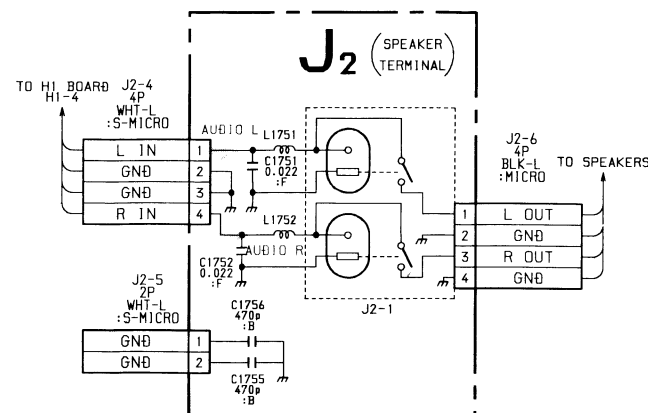 J2 (SPEAKER
TERMINAL)
TO H1 BOARD
H1-4
J2-4
4P
WHT-L
:S-MICRO
L IN 1
GND 2
GND 3
R IN 4
AUDIO L
L1751
C1751
0.022
:F
L1752
AUDIO R
C1752
0.022
:F
J2-1
J2-6
4P
BLK-L
:MICRO
TO SPEAKERS
1 L OUT
2 GND
3 R OUT
4 GND
J2-5
2P
WHT-L
:S-MICRO
GND 1
GND 2
C1756
470p
:B
C1755
470p
:B